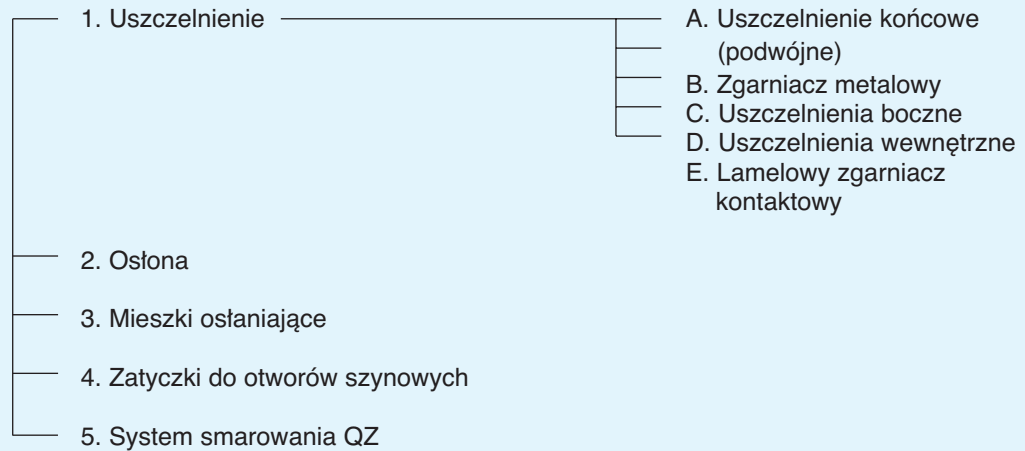 1. Uszczelnienie
A. Uszczelnienie końcowe
(podwójne)
B. Zgarniacz metalowy
C. Uszczelnienia boczne
D. Uszczelnienia wewnętrzne
E. Lamelowy zgarniacz
kontaktowy
2. Osłona
3. Mieszki osłaniające
4. Zatyczki do otworów szynowych
5. System smarowania QZ